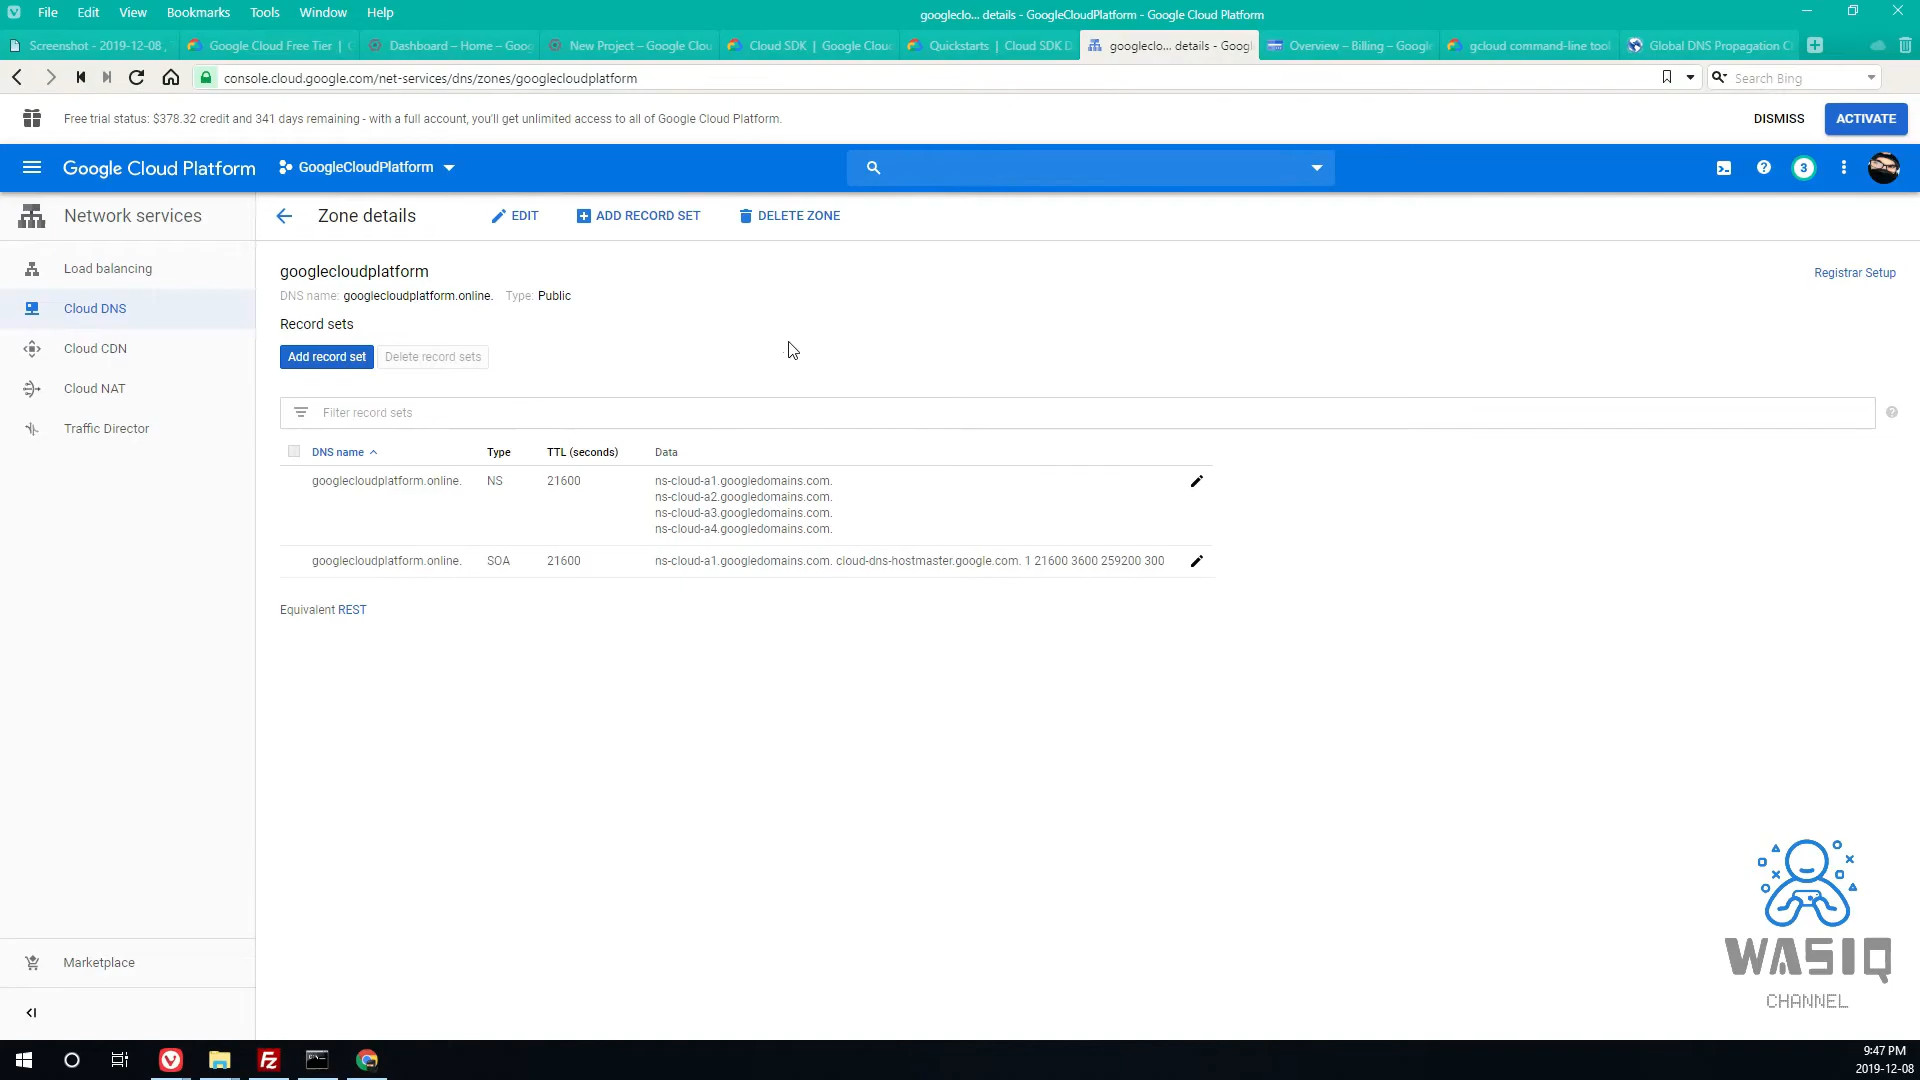 File Edit View Bookmarks Tools Window Help
googleclo... details - GoogleCloudPlatform - Google Cloud Platform
Screenshot - 2019-12-08 ,
Google Cloud Free Tier |
Dashboard – Home – Goo
New Project – Google Clou
Cloud SDK | Google Clou
Quickstarts | Cloud SDK D
googleclo... details - Googl
Overview – Billing – Google
gcloud command-line tool
Global DNS Propagation C
console.cloud.google.com/net-services/dns/zones/googlecloudplatform
Search Bing
Free trial status: $378.32 credit and 341 days remaining - with a full account, you'll get unlimited access to all of Google Cloud Platform.
DISMISS
ACTIVATE
Google Cloud Platform
GoogleCloudPlatform
3
Network services
Zone details
EDIT
ADD RECORD SET
DELETE ZONE
Load balancing
Cloud DNS
Cloud CDN
Cloud NAT
Traffic Director
Marketplace
googlecloudplatform
Registrar Setup
DNS name: googlecloudplatform.online. Type: Public
Record sets
Add record set
Delete record sets
Filter record sets
DNS name Type TTL (seconds) Data
googlecloudplatform.online. NS 21600 ns-cloud-a1.googledomains.com.
ns-cloud-a2.googledomains.com.
ns-cloud-a3.googledomains.com.
ns-cloud-a4.googledomains.com.
googlecloudplatform.online. SOA 21600 ns-cloud-a1.googledomains.com. cloud-dns-hostmaster.google.com. 1 21600 3600 259200 300
Equivalent REST
WASIQ
CHANNEL
9:47 PM
2019-12-08